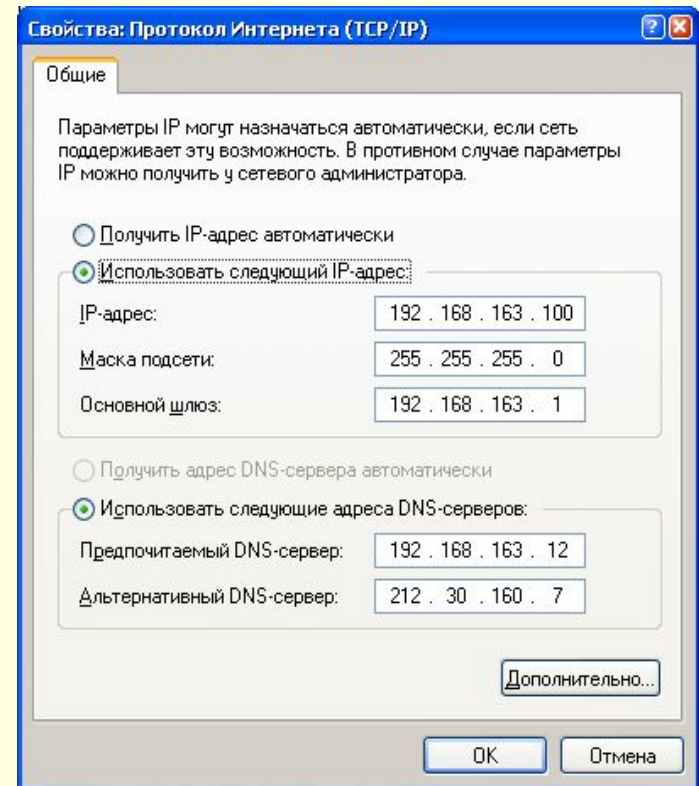 Свойства: Протокол Интернета (TCP/IP)
Общие
Параметры IP могут назначаться автоматически, если сеть
поддерживает эту возможность. В противном случае параметры
IP можно получить у сетевого администратора.
Получить IP-адрес автоматически
Использовать следующий IP-адрес:
IP-адрес: 192 . 168 . 163 . 100
Маска подсети: 255 . 255 . 255 . 0
Основной шлюз: 192 . 168 . 163 . 1
Получить адрес DNS-сервера автоматически
Использовать следующие адреса DNS-серверов:
Предпочитаемый DNS-сервер: 192 . 168 . 163 . 12
Альтернативный DNS-сервер: 212 . 30 . 160 . 7
Дополнительно...
OK Отмена